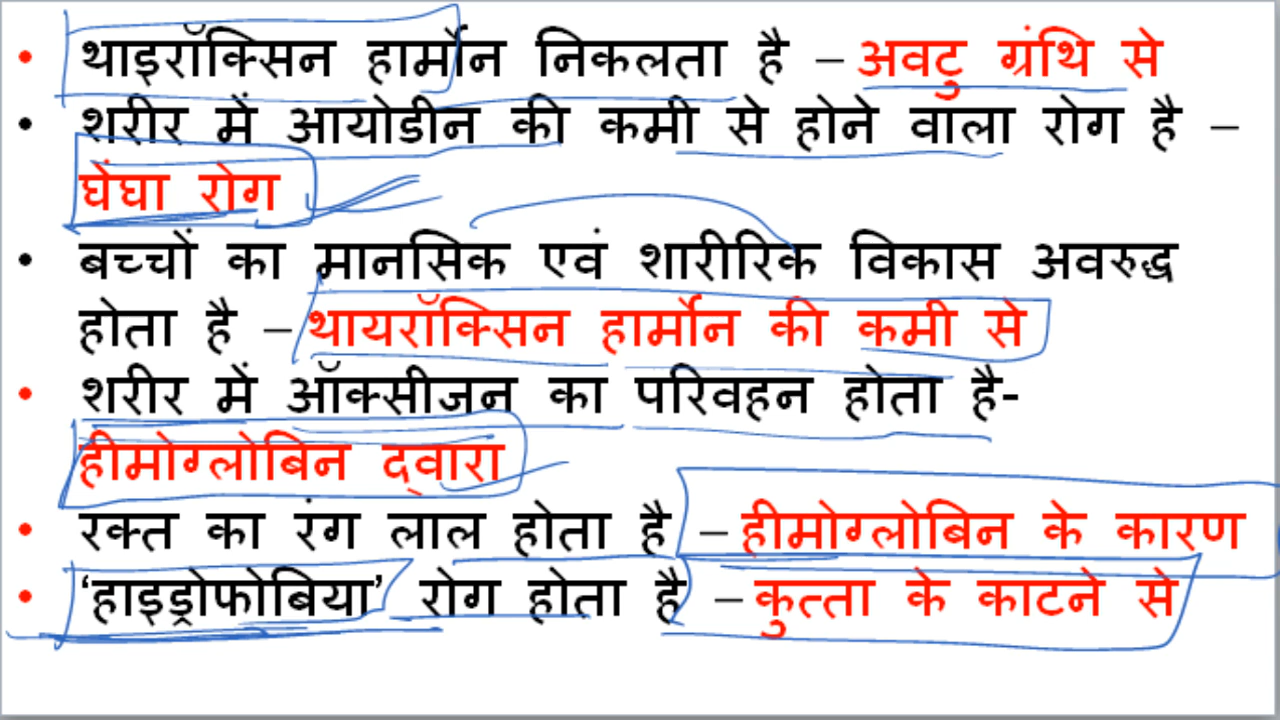 • थाइरॉक्सिन हार्मोन निकलता है – अवटु ग्रंथि से
• शरीर में आयोडीन की कमी से होने वाला रोग है –
घेंघा रोग
• बच्चों का मानसिक एवं शारीरिक विकास अवरुद्ध
होता है – थायरॉक्सिन हार्मोन की कमी से
• शरीर में ऑक्सीजन का परिवहन होता है-
हीमोग्लोबिन द्वारा
• रक्त का रंग लाल होता है – हीमोग्लोबिन के कारण
• ‘हाइड्रोफोबिया’ रोग होता है – कुत्ता के काटने से